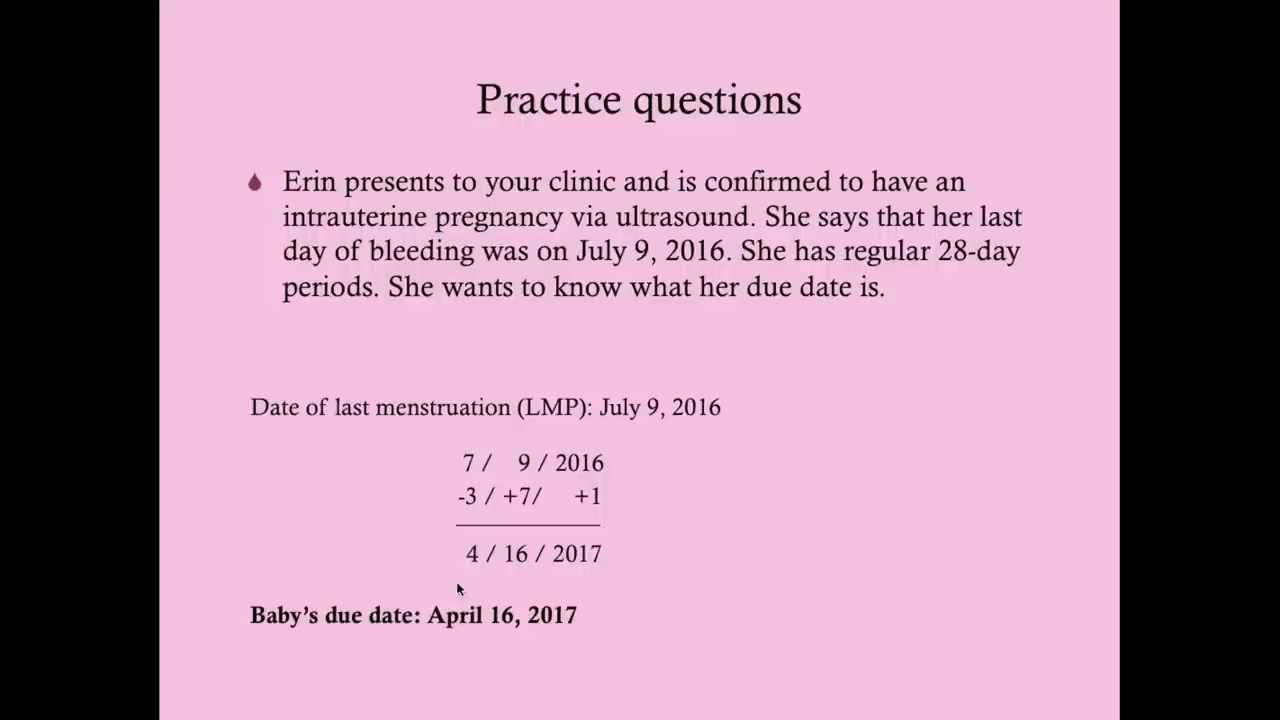 Practice questions
Erin presents to your clinic and is confirmed to have an
intrauterine pregnancy via ultrasound. She says that her last
day of bleeding was on July 9, 2016. She has regular 28-day
periods. She wants to know what her due date is.
Date of last menstruation (LMP): July 9, 2016
7 / 9 / 2016
-3 / +7/ +1
4 / 16 / 2017
Baby’s due date: April 16, 2017